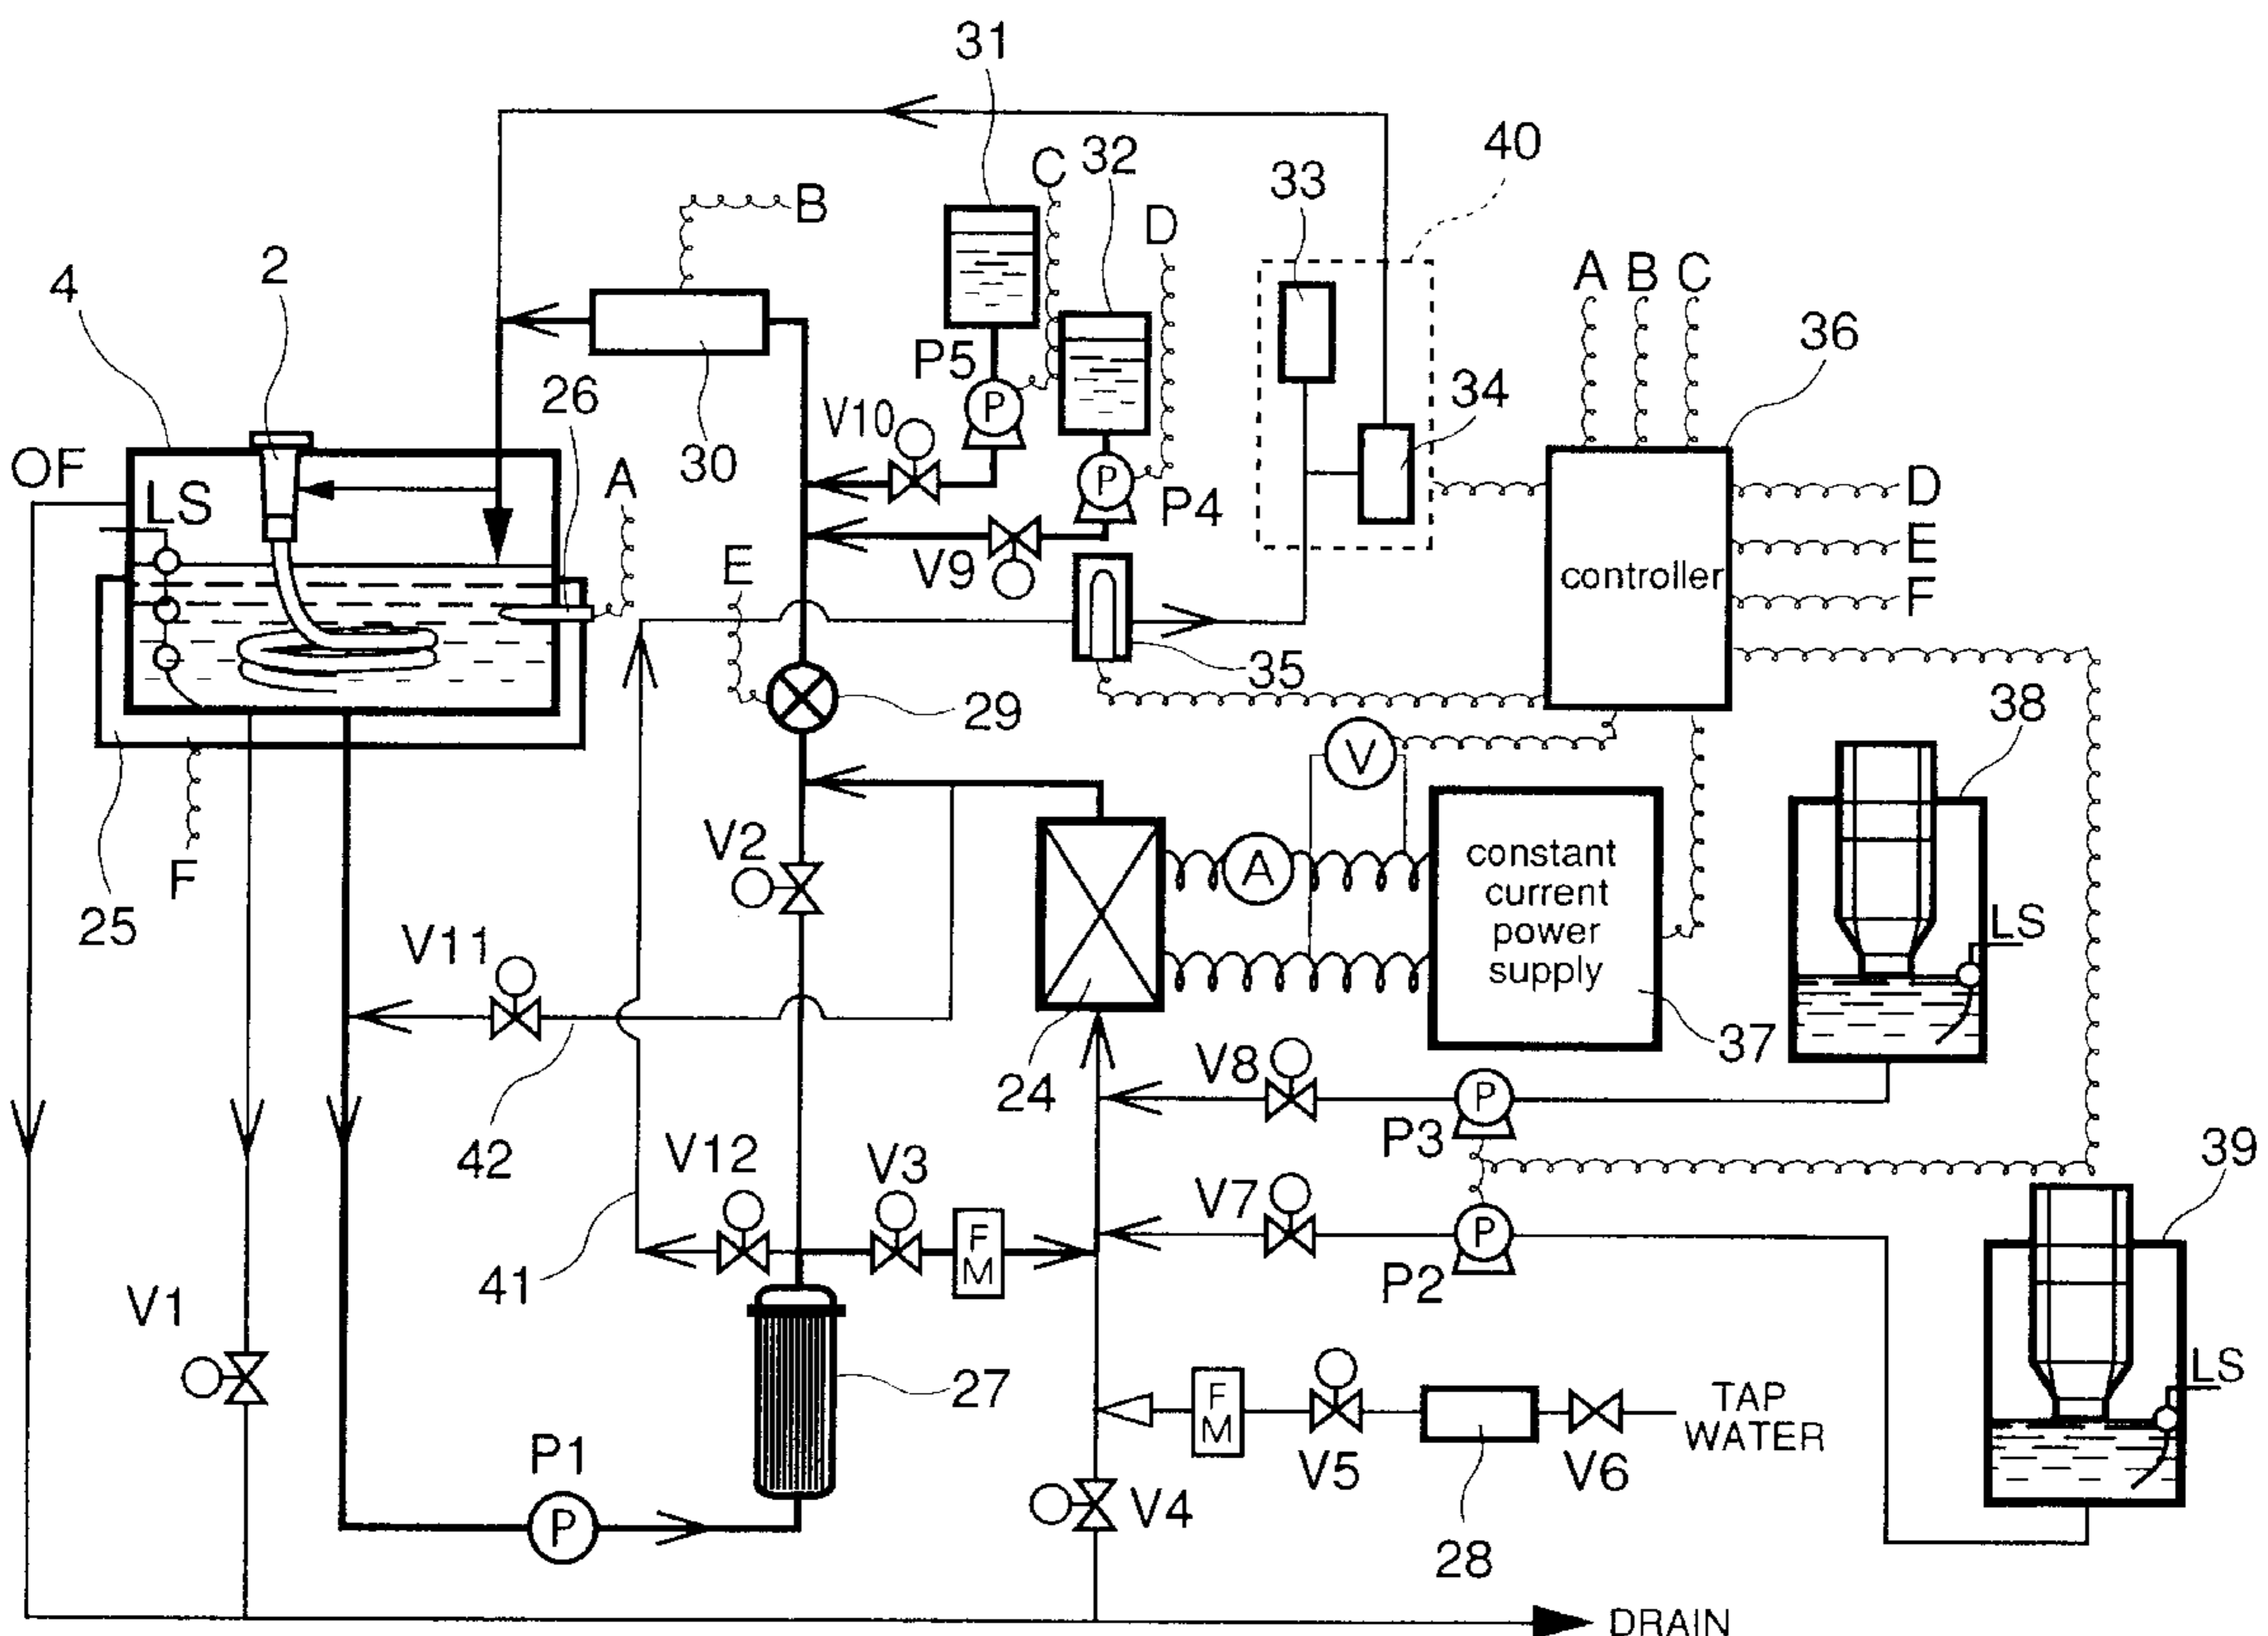 31
40
C
32
33
B
D
2
A B C
4
36
P5
34
26
V10
P
30
OF
A
P
D
LS
P4
V9
E
E
controller
F
35
29
38
V
V2
constant
current
power
supply
A
F
25
V11
LS
37
V8
24
P
P3
42
V12
V3
39
V7
F
M
P
41
P2
V1
27
LS
F
M
TAP
WATER
P1
V5
V6
P
V4
28
DRAIN